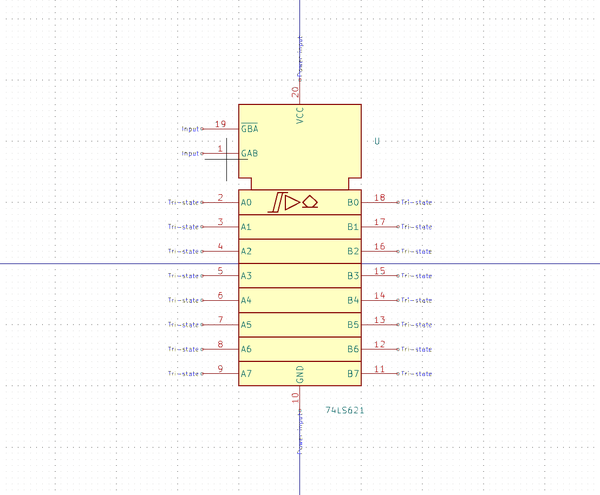 Power input
20
VCC
Input 19 GBA
U
Input 1 GAB
Tri-state 2 A0 B0 18 Tri-state
Tri-state 3 A1 B1 17 Tri-state
Tri-state 4 A2 B2 16 Tri-state
Tri-state 5 A3 B3 15 Tri-state
Tri-state 6 A4 B4 14 Tri-state
Tri-state 7 A5 B5 13 Tri-state
Tri-state 8 A6 B6 12 Tri-state
Tri-state 9 A7 B7 11 Tri-state
GND
10
74LS621
Power input